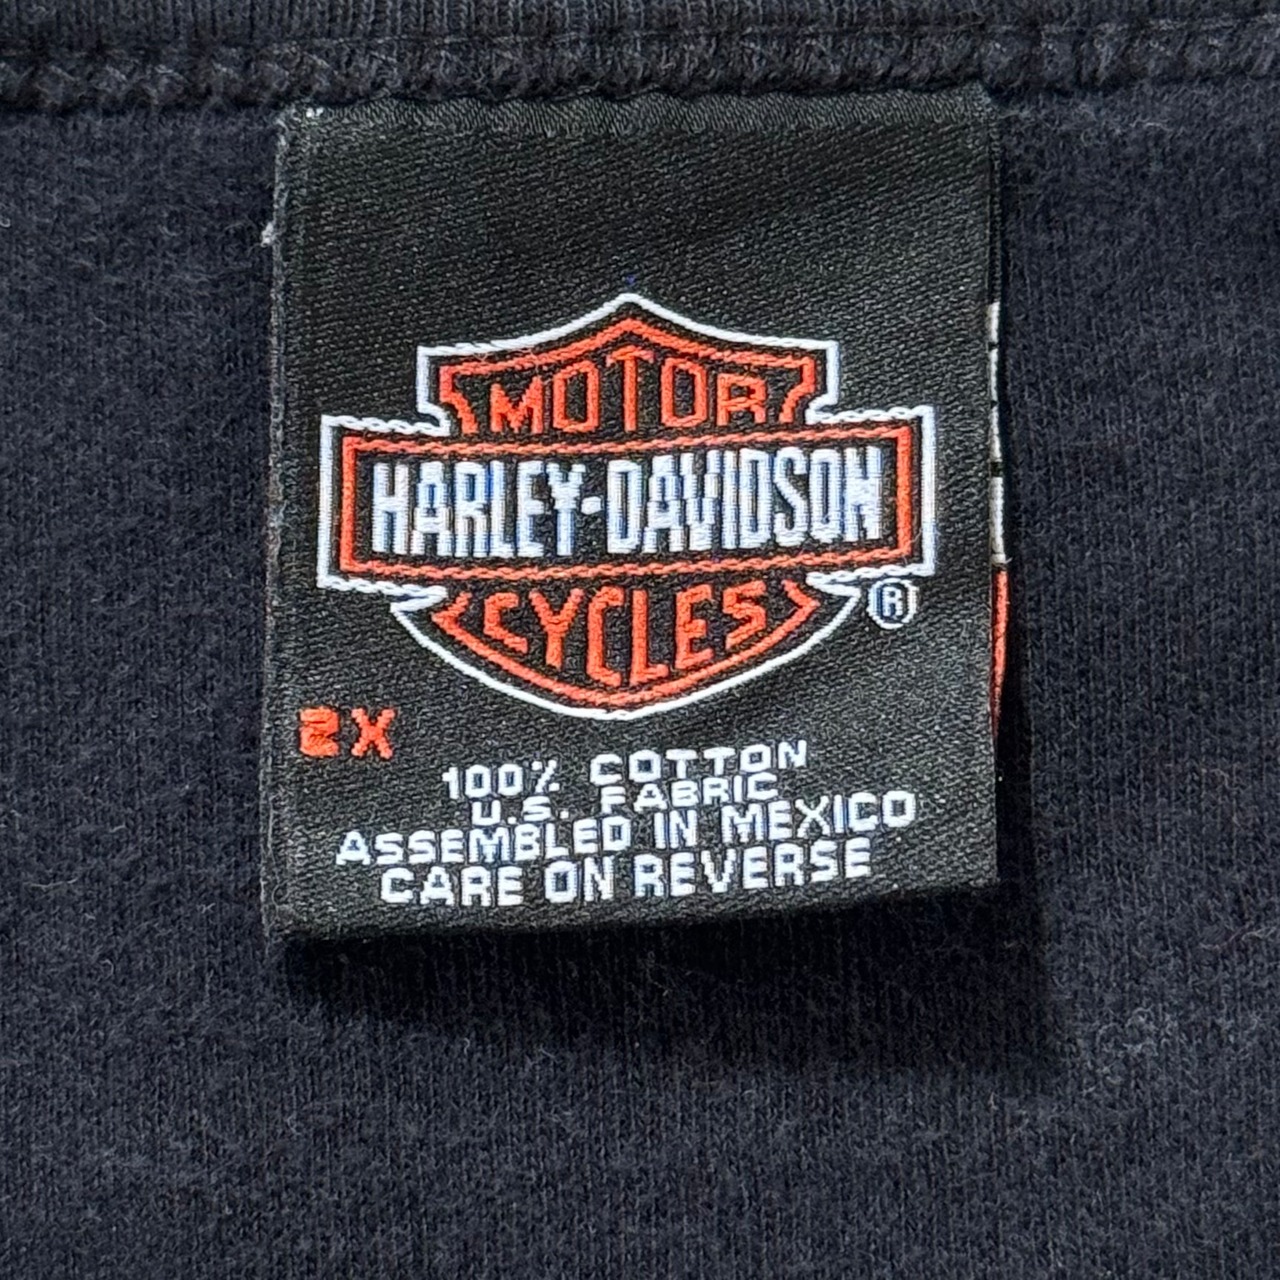 MOTOR
HARLEY-DAVIDSON
CYCLES
®
2X
100% COTTON
U.S. FABRIC
ASSEMBLED IN MEXICO
CARE ON REVERSE